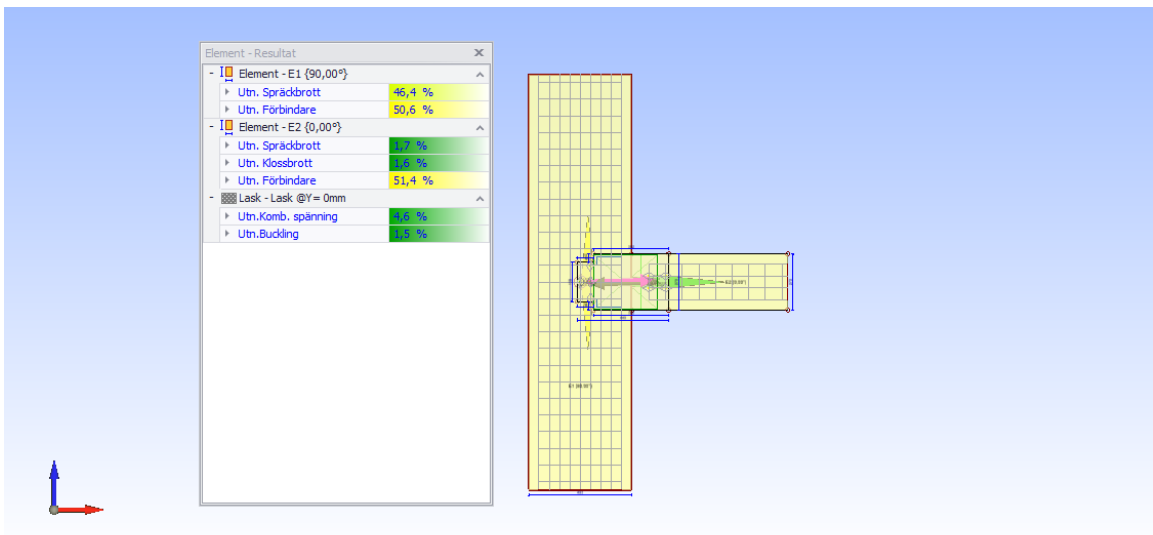 Element - Resultat
Element - E1 {90,00°}
Utn. Spräckbrott 46,4 %
Utn. Förbindare 50,6 %
Element - E2 {0,00°}
Utn. Spräckbrott 1,7 %
Utn. Klossbrott 1,6 %
Utn. Förbindare 51,4 %
Lask - Lask @Y= 0mm
Utn.Komb. spänning 4,6 %
Utn.Buckling 1,5 %